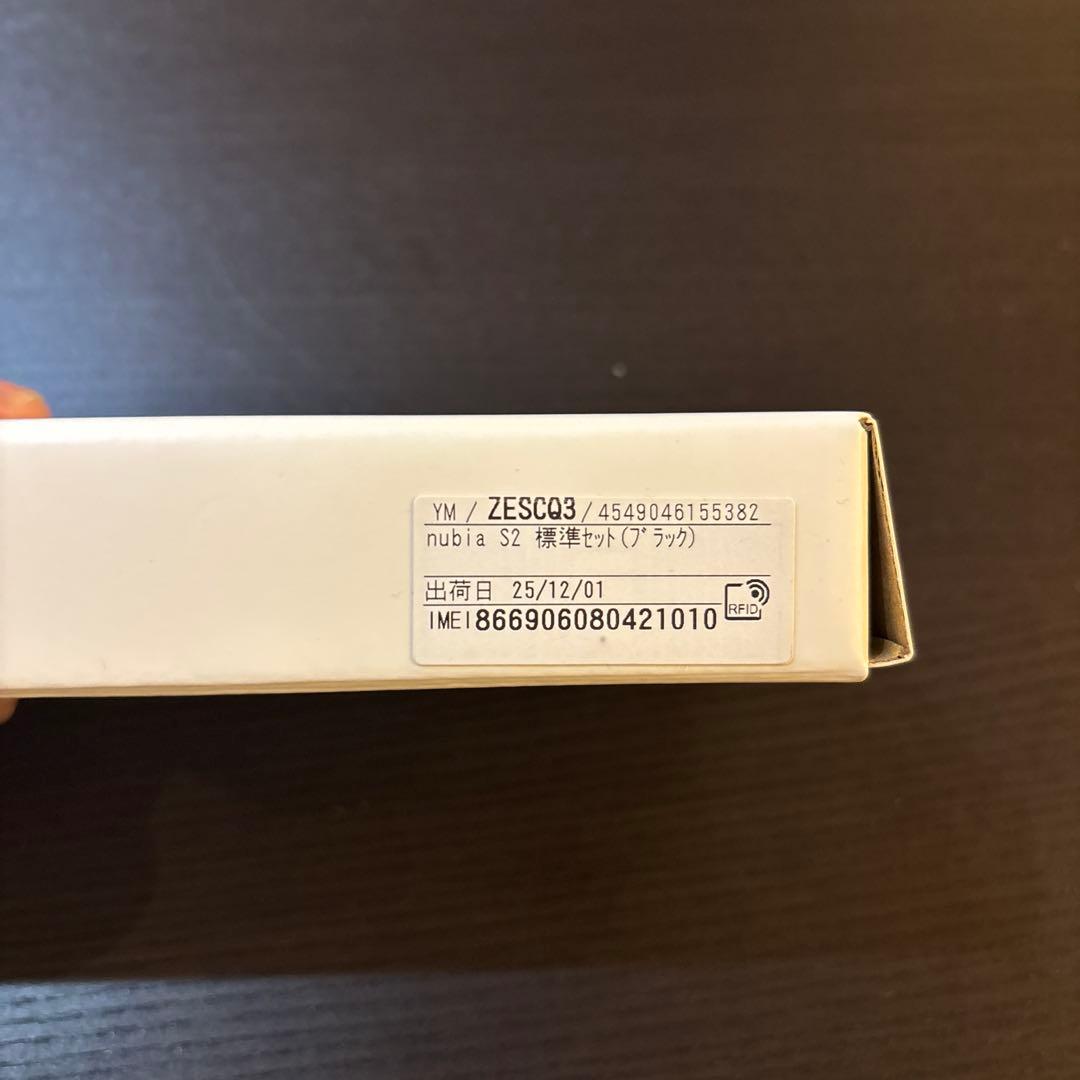 YM / ZESCQ3 / 4549046155382
nubia S2 標準ｾｯﾄ(ﾌﾞﾗｯｸ)
出荷日 25/12/01
IMEI 866906080421010
RFID